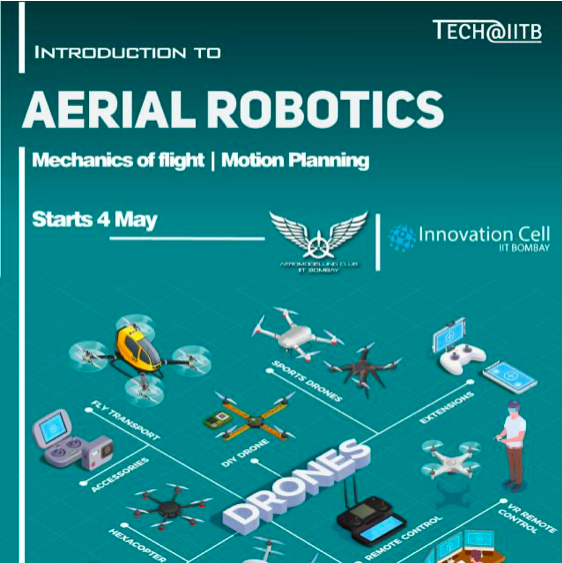 TECH@IITB
INTRODUCTION TO
AERIAL ROBOTICS
Mechanics of flight | Motion Planning
Starts 4 May
AEROMODELLING CLUB
IIT BOMBAY
Innovation Cell
IIT BOMBAY
SPORTS DRONES
EXTENSIONS
FLY TRANSPORT
DIY DRONE
ACCESSORIES
DRONES
VR REMOTE
CONTROL
HEXACOPTER
REMOTE CONTROL